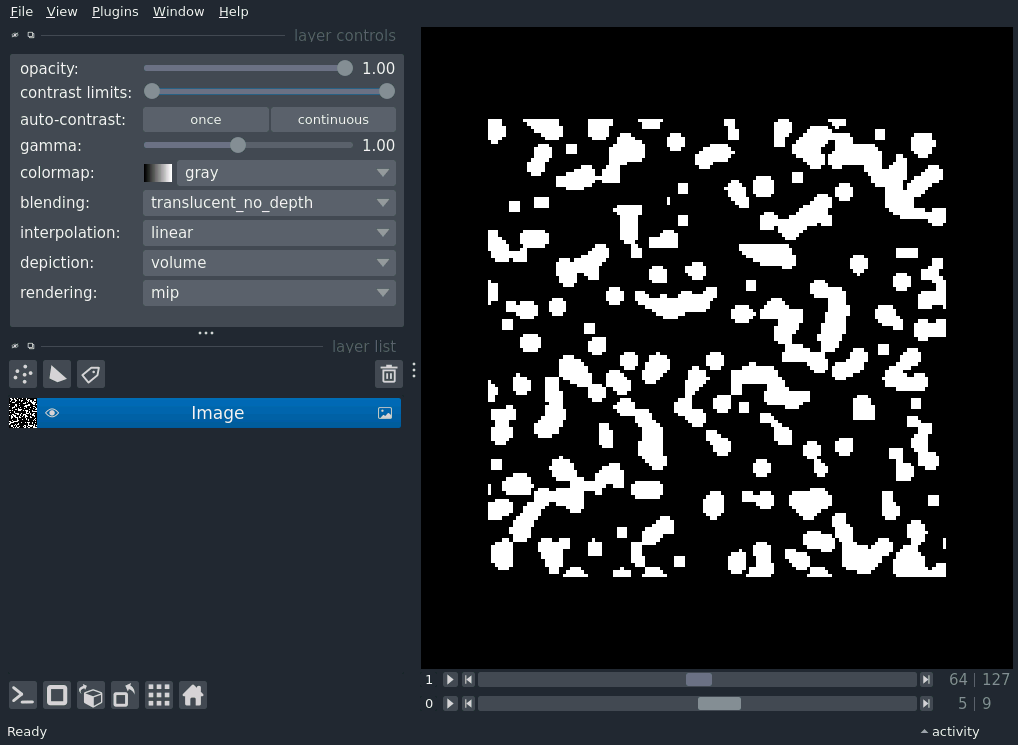 File View Plugins Window Help
layer controls
opacity: 1.00
contrast limits:
auto-contrast: once continuous
gamma: 1.00
colormap: gray
blending: translucent_no_depth
interpolation: linear
depiction: volume
rendering: mip
layer list
Image
1 64 | 127
0 5 | 9
Ready activity